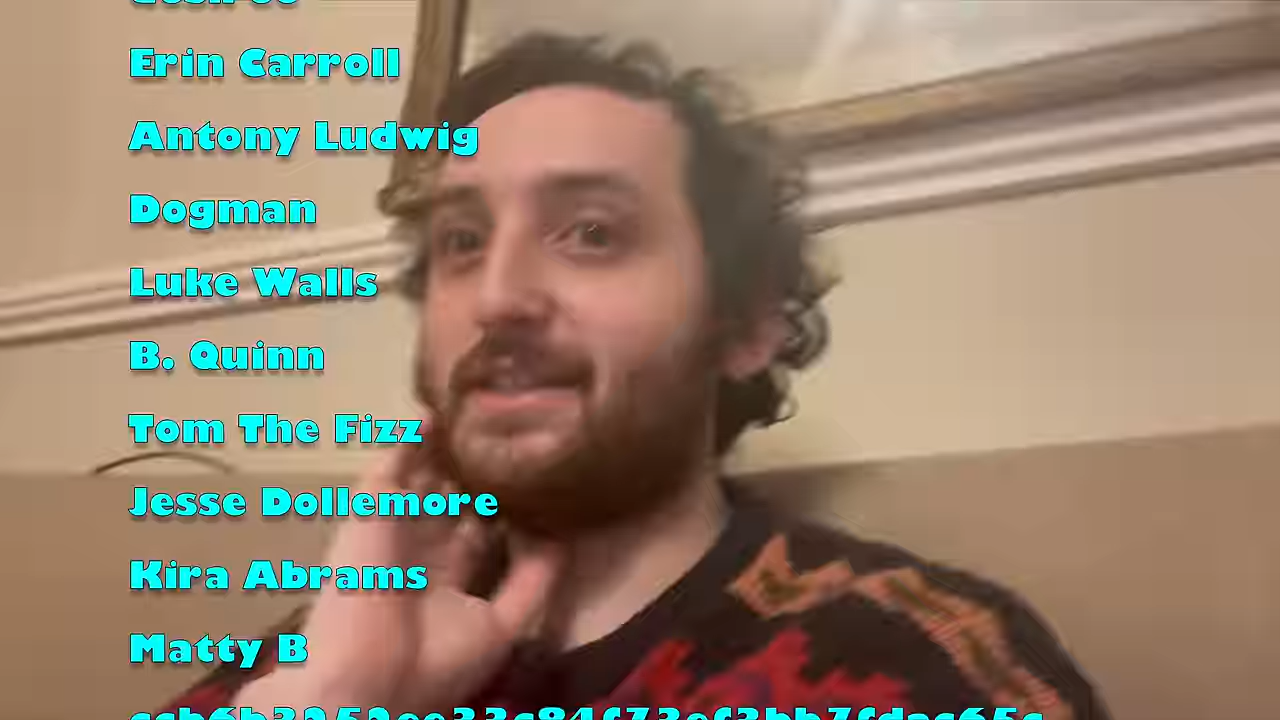 Erin Carroll
Antony Ludwig
Dogman
Luke Walls
B. Quinn
Tom The Fizz
Jesse Dollemore
Kira Abrams
Matty B